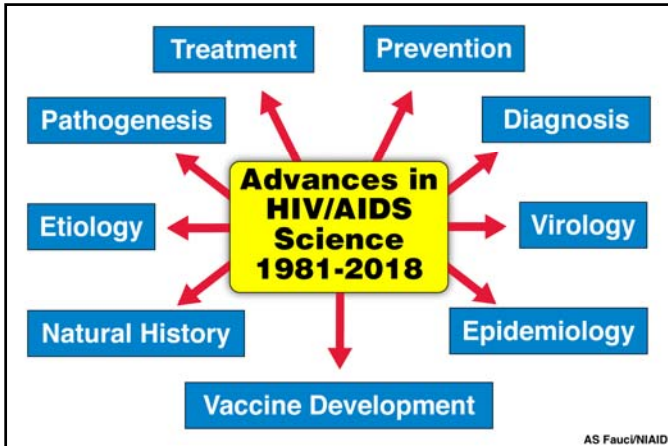 Treatment
Prevention
Pathogenesis
Diagnosis
Advances in
HIV/AIDS
Science
1981-2018
Etiology
Virology
Natural History
Epidemiology
Vaccine Development
AS Fauci/NIAID